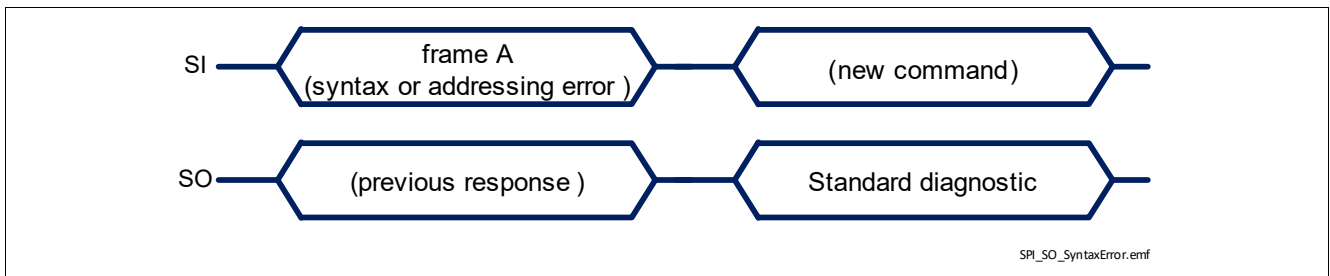 SI
frame A
(syntax or addressing error )
(new command)
SO
(previous response )
Standard diagnostic
SPI_SO_SyntaxError.emf